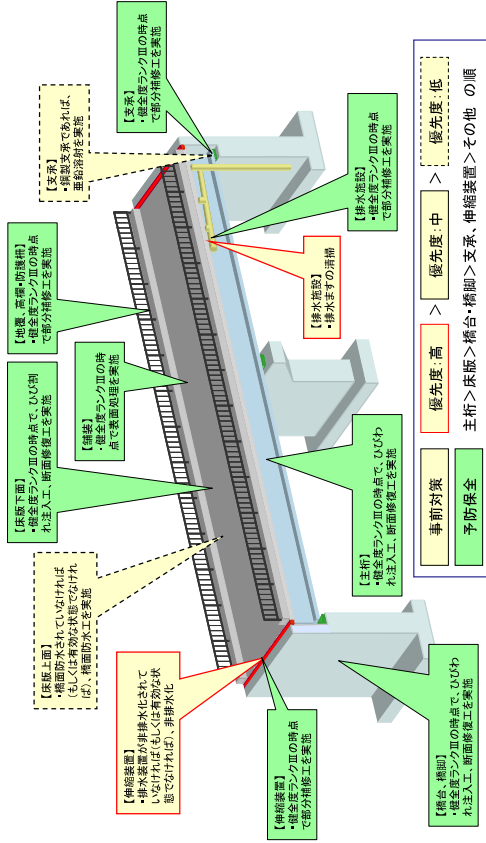 【伸縮装置】
・排水装置が非排水化されて
いなければ(もしくは有効な状
態でなければ)、非排水化
【床版上面】
・橋面防水されていなければ
(もしくは有効な状態でなけれ
ば)、橋面防水工を実施
【床版下面】
・健全度ランクⅢの時点で、ひび割
れ注入工、断面修復工を実施
【舗装】
・健全度ランクⅢの時
点で表面処理を実施
【地覆、高欄・防護柵】
・健全度ランクⅢの時点
で部分補修工を実施
【支承】
・鋼製支承であれば、
亜鉛溶射を実施
【支承】
・健全度ランクⅢの時点
で部分補修工を実施
【伸縮装置】
・健全度ランクⅢの時点
で部分補修工を実施
【橋台、橋脚】
・健全度ランクⅢの時点で、ひびわ
れ注入工、断面修復工を実施
【主桁】
・健全度ランクⅢの時点で、ひびわ
れ注入工、断面修復工を実施
【排水施設】
・排水ますの清掃
【排水施設】
・健全度ランクⅢの時点
で部分補修工を実施
事前対策 優先度:高 > 優先度:中 > 優先度:低
予防保全 主桁>床版>橋台・橋脚>支承、伸縮装置>その他 の順